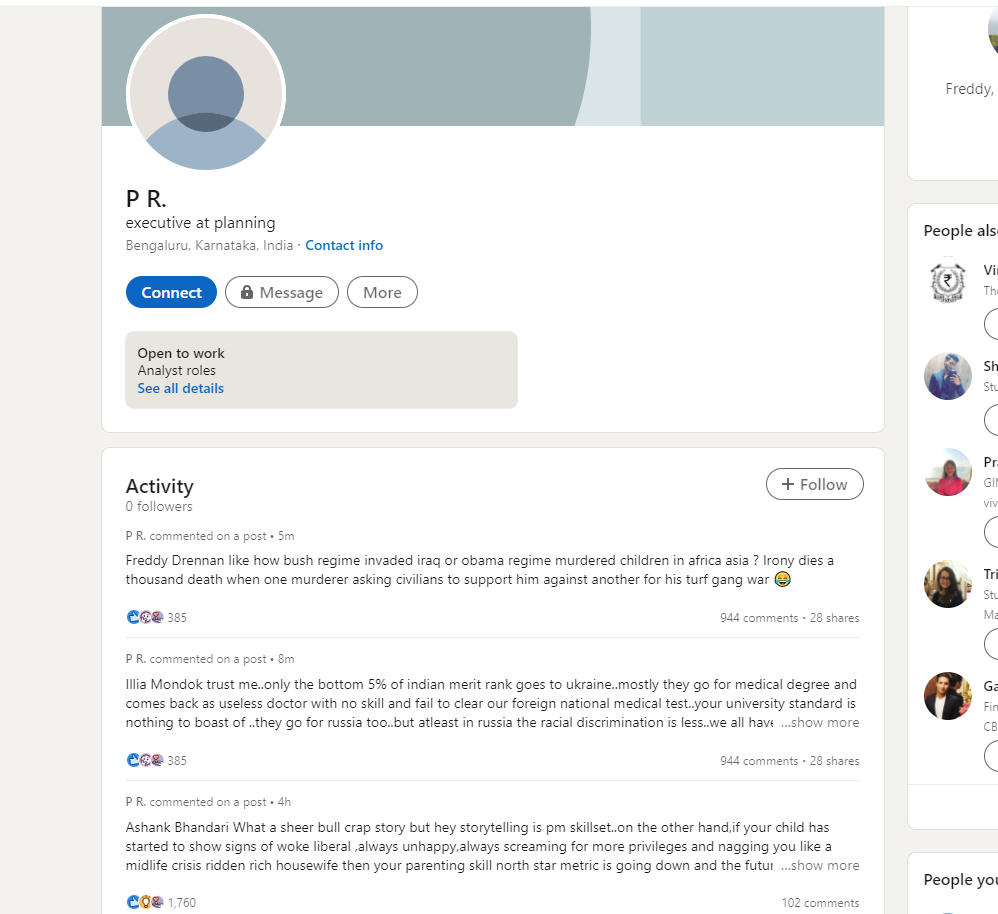 P R.
executive at planning
Bengaluru, Karnataka, India · Contact info
Connect
Message
More
Open to work
Analyst roles
See all details
Activity
0 followers
+ Follow
P R. commented on a post • 5m
Freddy Drennan like how bush regime invaded iraq or obama regime murdered children in africa asia ? Irony dies a
thousand death when one murderer asking civilians to support him against another for his turf gang war 😂
385
944 comments • 28 shares
P R. commented on a post • 8m
Illia Mondok trust me..only the bottom 5% of indian merit rank goes to ukraine..mostly they go for medical degree and
comes back as useless doctor with no skill and fail to clear our foreign national medical test..your university standard is
nothing to boast of ..they go for russia too..but atleast in russia the racial discrimination is less..we all have ...show more
385
944 comments • 28 shares
P R. commented on a post • 4h
Ashank Bhandari What a sheer bull crap story but hey storytelling is pm skillset..on the other hand,if your child has
started to show signs of woke liberal ,always unhappy,always screaming for more privileges and nagging you like a
midlife crisis ridden rich housewife then your parenting skill north star metric is going down and the futur ...show more
1,760
102 comments
Freddy,
People als
Vi
Th
Sh
Stu
Pra
GI
viv
Tri
Stu
Ma
Ga
Fin
CB
People you